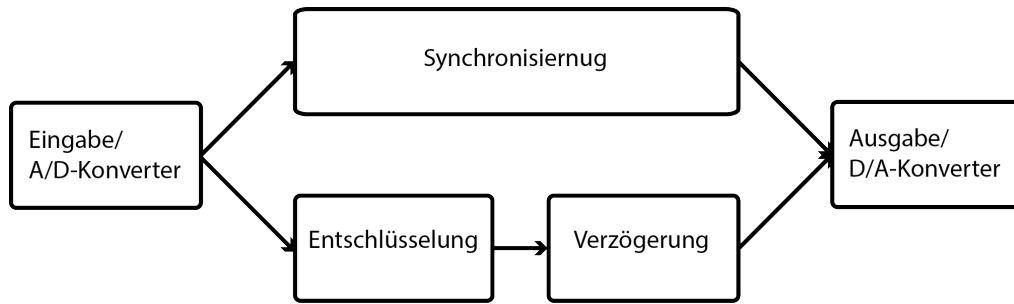 Synchronisiernug
Eingabe/
A/D-Konverter
Ausgabe/
D/A-Konverter
Entschlüsselung
Verzögerung